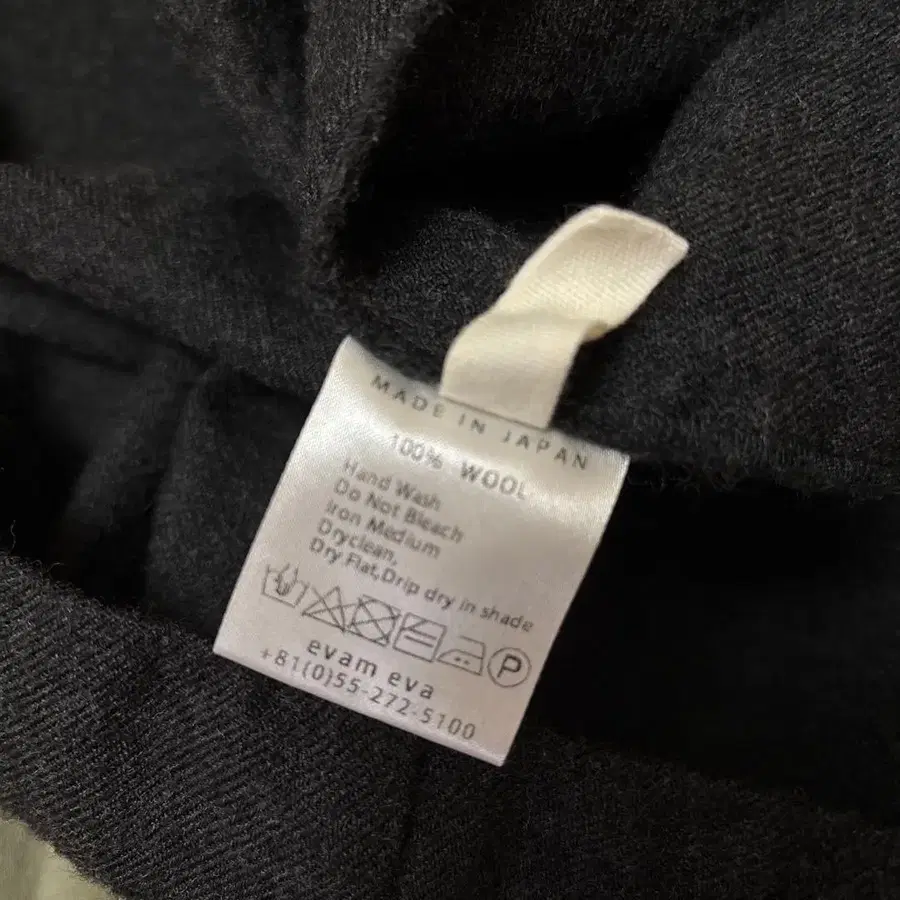 MADE IN JAPAN
100% WOOL
Hand Wash
Do Not Bleach
Iron Medium
Dryclean,
Dry Flat,Drip dry in shade
P
evam eva
+81(0)55-272-5100